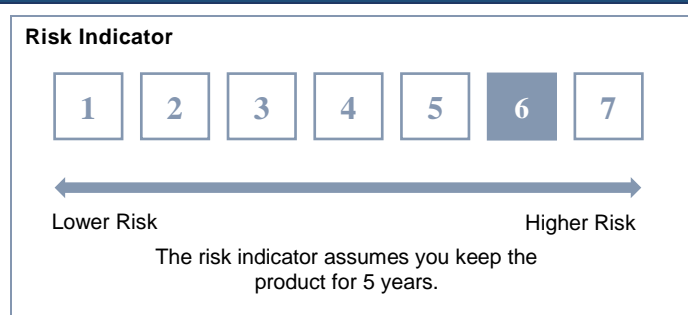 Risk Indicator
1 2 3 4 5 6 7
Lower Risk Higher Risk
The risk indicator assumes you keep the
product for 5 years.